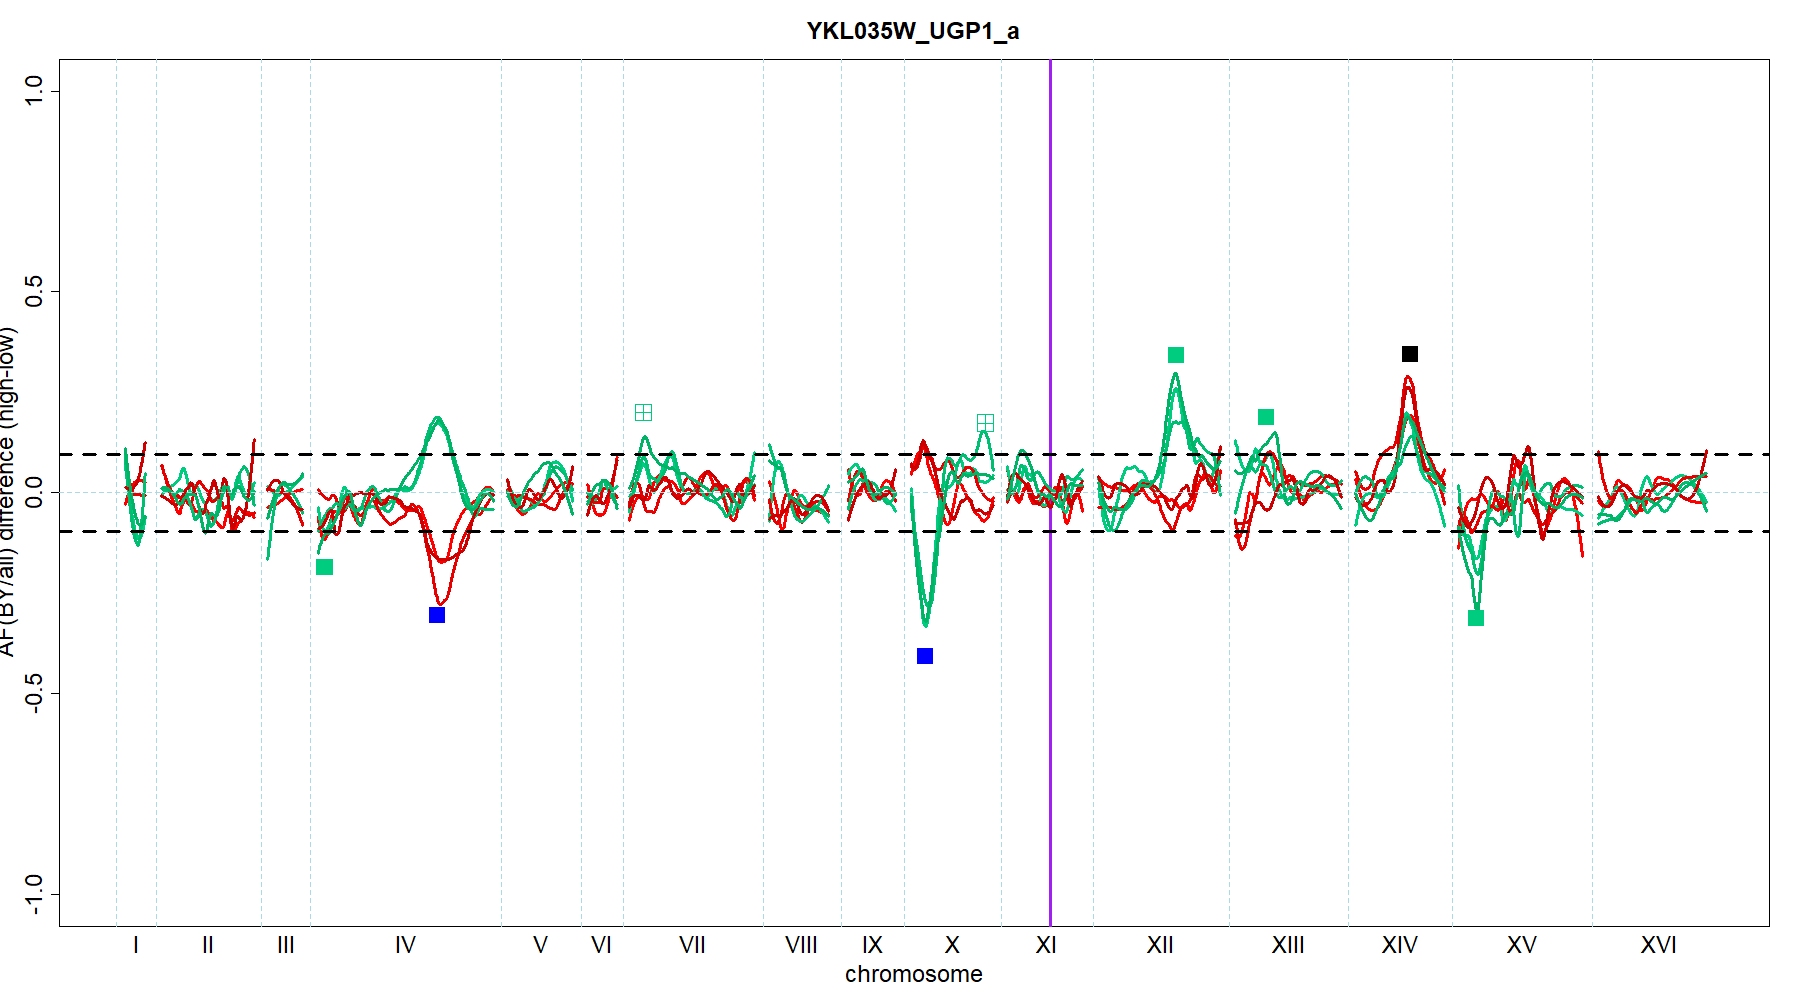 YKL035W_UGP1_a
1.0
0.5
0.0
-0.5
-1.0
AF(BY/all) difference (high-low)
I II III IV V VI VII VIII IX X XI XII XIII XIV XV XVI
chromosome